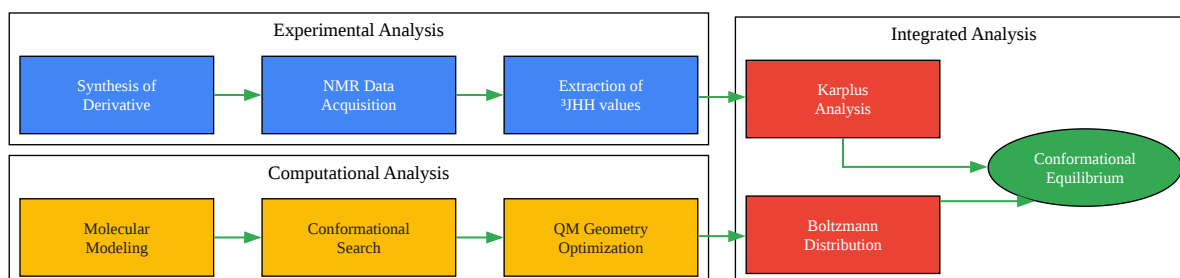 Experimental Analysis
Synthesis of
Derivative
NMR Data
Acquisition
Extraction of
³JHH values
Computational Analysis
Molecular
Modeling
Conformational
Search
QM Geometry
Optimization
Integrated Analysis
Karplus
Analysis
Boltzmann
Distribution
Conformational
Equilibrium